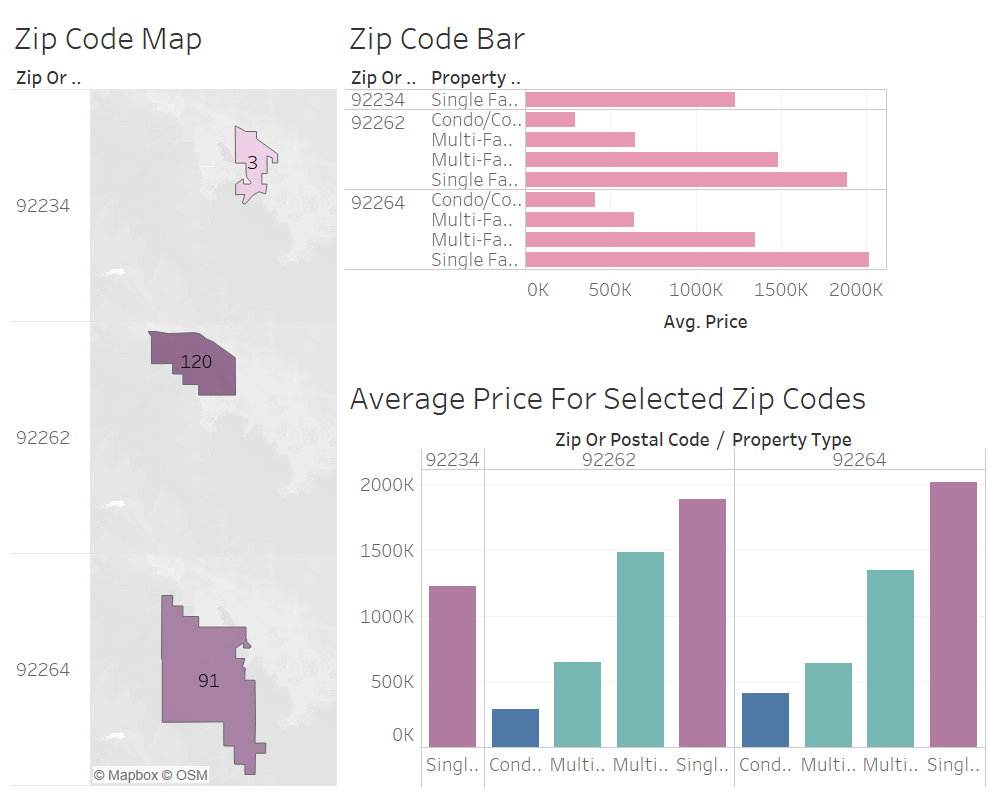 Zip Code Map
Zip Or ..
92234
3
92262
120
92264
91
© Mapbox © OSM
Zip Code Bar
Zip Or .. Property ..
92234 Single Fa..
92262 Condo/Co..
Multi-Fa..
Multi-Fa..
Single Fa..
92264 Condo/Co..
Multi-Fa..
Multi-Fa..
Single Fa..
0K 500K 1000K 1500K 2000K
Avg. Price
Average Price For Selected Zip Codes
Zip Or Postal Code / Property Type
92234 92262 92264
2000K
1500K
1000K
500K
0K
Singl.. Cond.. Multi.. Multi.. Singl.. Cond.. Multi.. Multi.. Singl..